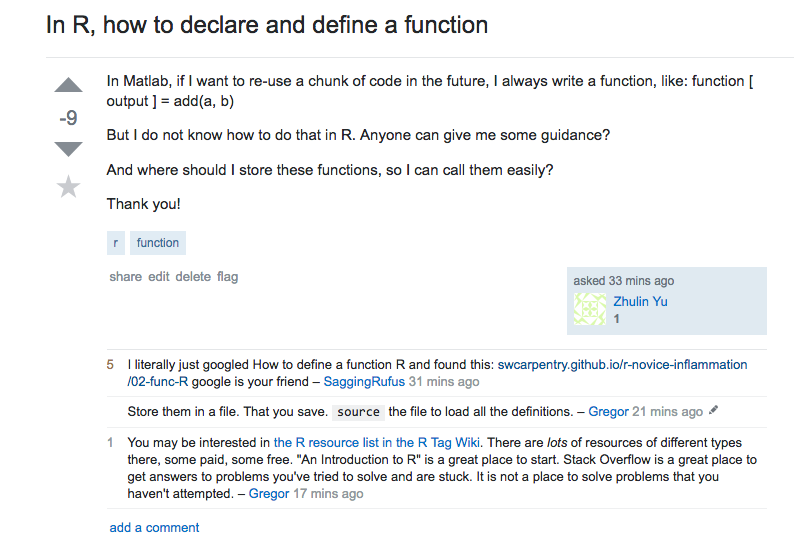 In R, how to declare and define a function
In Matlab, if I want to re-use a chunk of code in the future, I always write a function, like: function [
output ] = add(a, b)
-9
But I do not know how to do that in R. Anyone can give me some guidance?
And where should I store these functions, so I can call them easily?
Thank you!
r function
share edit delete flag
asked 33 mins ago
Zhulin Yu
1
5 I literally just googled How to define a function R and found this: swcarpentry.github.io/r-novice-inflammation
/02-func-R google is your friend – SaggingRufus 31 mins ago
Store them in a file. That you save. source the file to load all the definitions. – Gregor 21 mins ago
1 You may be interested in the R resource list in the R Tag Wiki. There are lots of resources of different types
there, some paid, some free. "An Introduction to R" is a great place to start. Stack Overflow is a great place to
get answers to problems you've tried to solve and are stuck. It is not a place to solve problems that you
haven't attempted. – Gregor 17 mins ago
add a comment